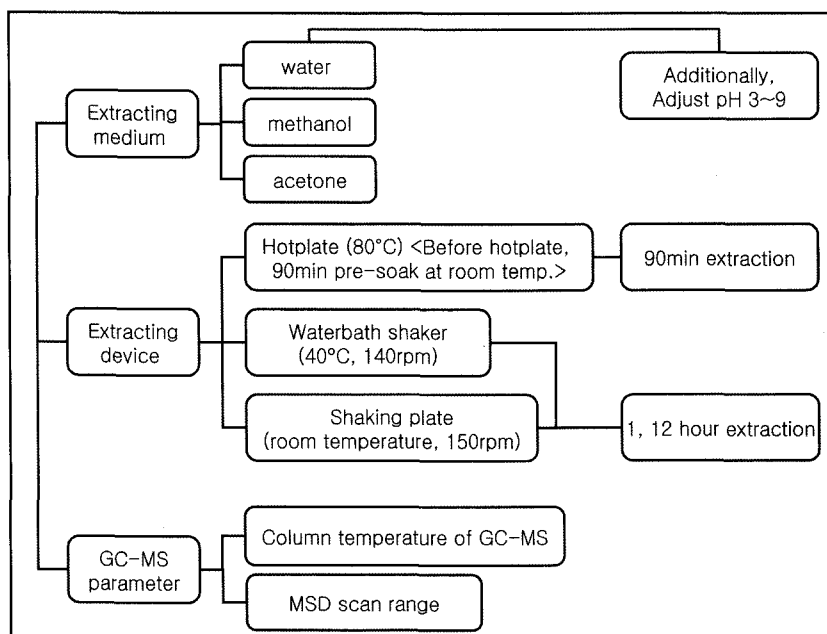 water
Additionally,
Adjust pH 3~9
Extracting
medium
methanol
acetone
Hotplate (80°C) <Before hotplate,
90min pre-soak at room temp.>
90min extraction
Extracting
device
Waterbath shaker
(40°C, 140rpm)
Shaking plate
(room temperature, 150rpm)
1, 12 hour extraction
GC-MS
parameter
Column temperature of GC-MS
MSD scan range